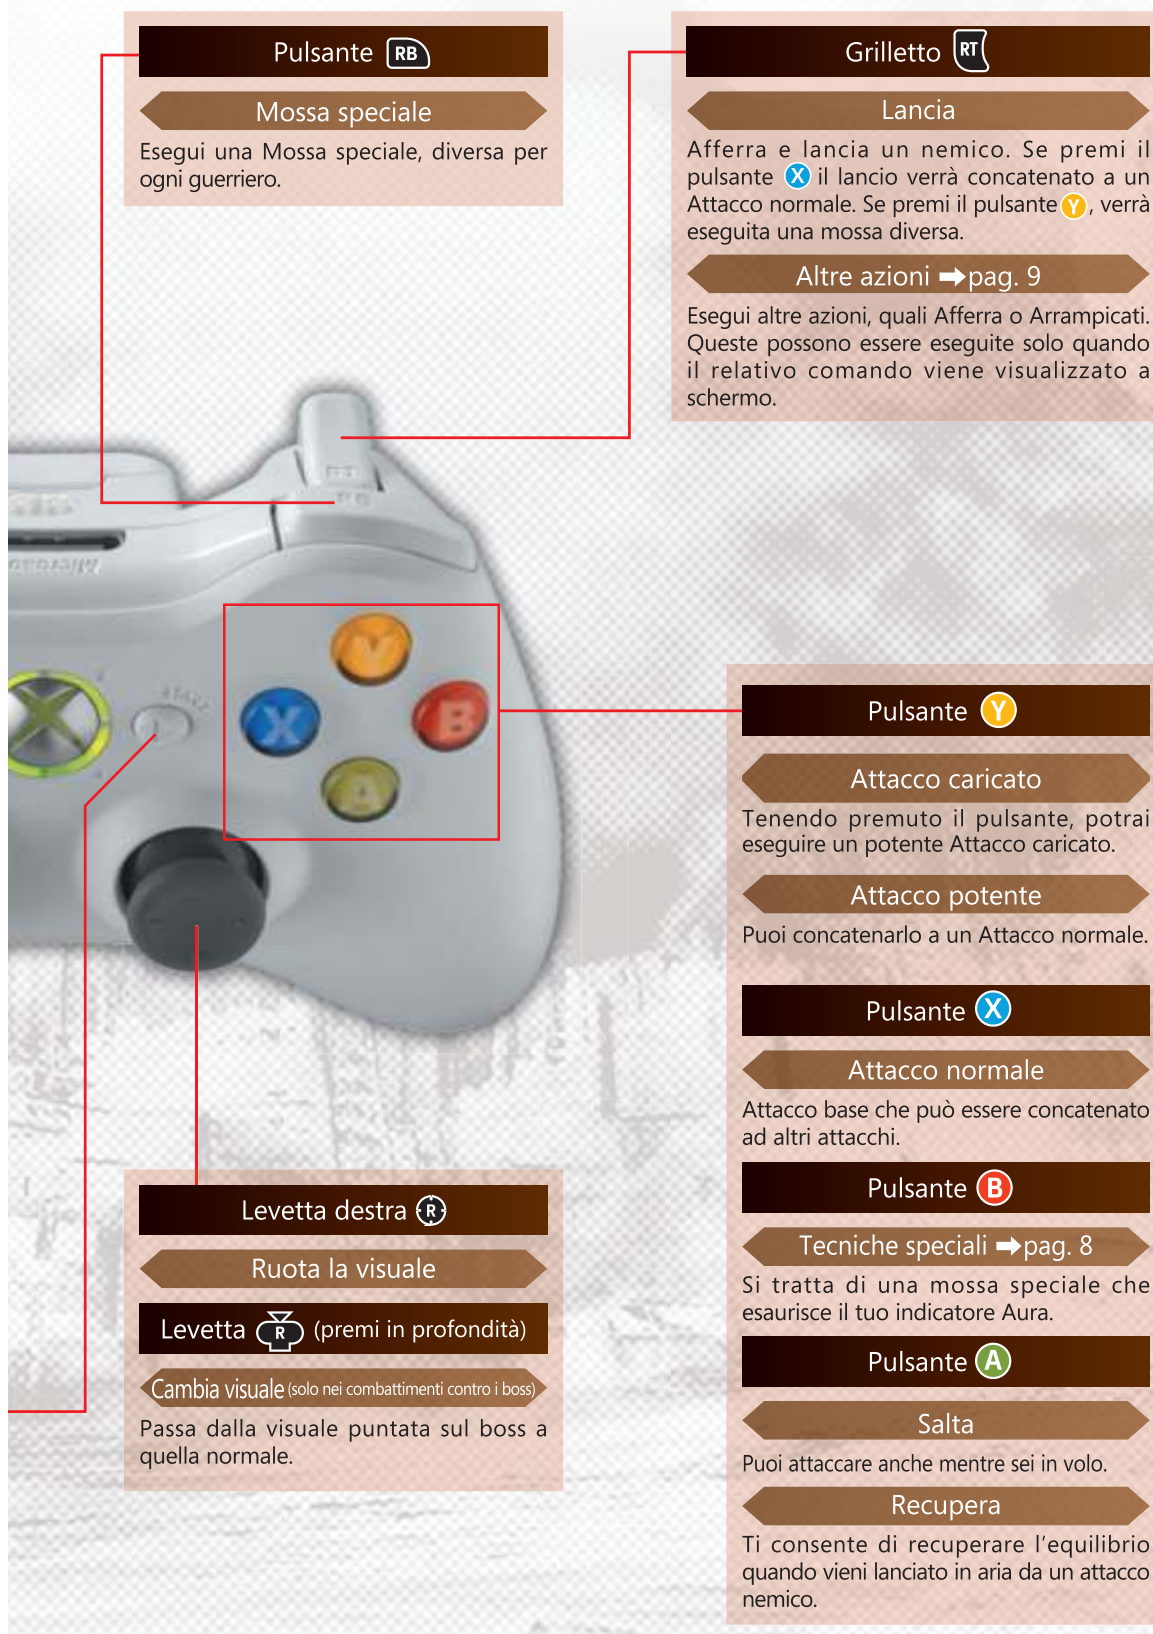 Pulsante RB
Mossa speciale
Esegui una Mossa speciale, diversa per
ogni guerriero.
Grilletto RT
Lancia
Afferra e lancia un nemico. Se premi il
pulsante X il lancio verrà concatenato a un
Attacco normale. Se premi il pulsante Y, verrà
eseguita una mossa diversa.
Altre azioni ➡pag. 9
Esegui altre azioni, quali Afferra o Arrampicati.
Queste possono essere eseguite solo quando
il relativo comando viene visualizzato a
schermo.
Microsoft
START
Y
X
B
A
Pulsante Y
Attacco caricato
Tenendo premuto il pulsante, potrai
eseguire un potente Attacco caricato.
Attacco potente
Puoi concatenarlo a un Attacco normale.
Pulsante X
Attacco normale
Attacco base che può essere concatenato
ad altri attacchi.
Pulsante B
Tecniche speciali ➡pag. 8
Si tratta di una mossa speciale che
esaurisce il tuo indicatore Aura.
Pulsante A
Salta
Puoi attaccare anche mentre sei in volo.
Recupera
Ti consente di recuperare l'equilibrio
quando vieni lanciato in aria da un attacco
nemico.
Levetta destra R
Ruota la visuale
Levetta R (premi in profondità)
Cambia visuale (solo nei combattimenti contro i boss)
Passa dalla visuale puntata sul boss a
quella normale.